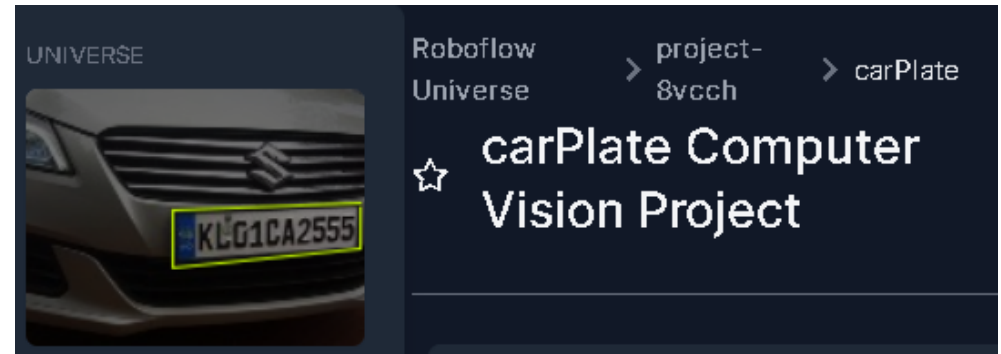 UNIVERSE
KL01CA2555
Roboflow Universe
project-8vcch
carPlate
carPlate Computer
Vision Project